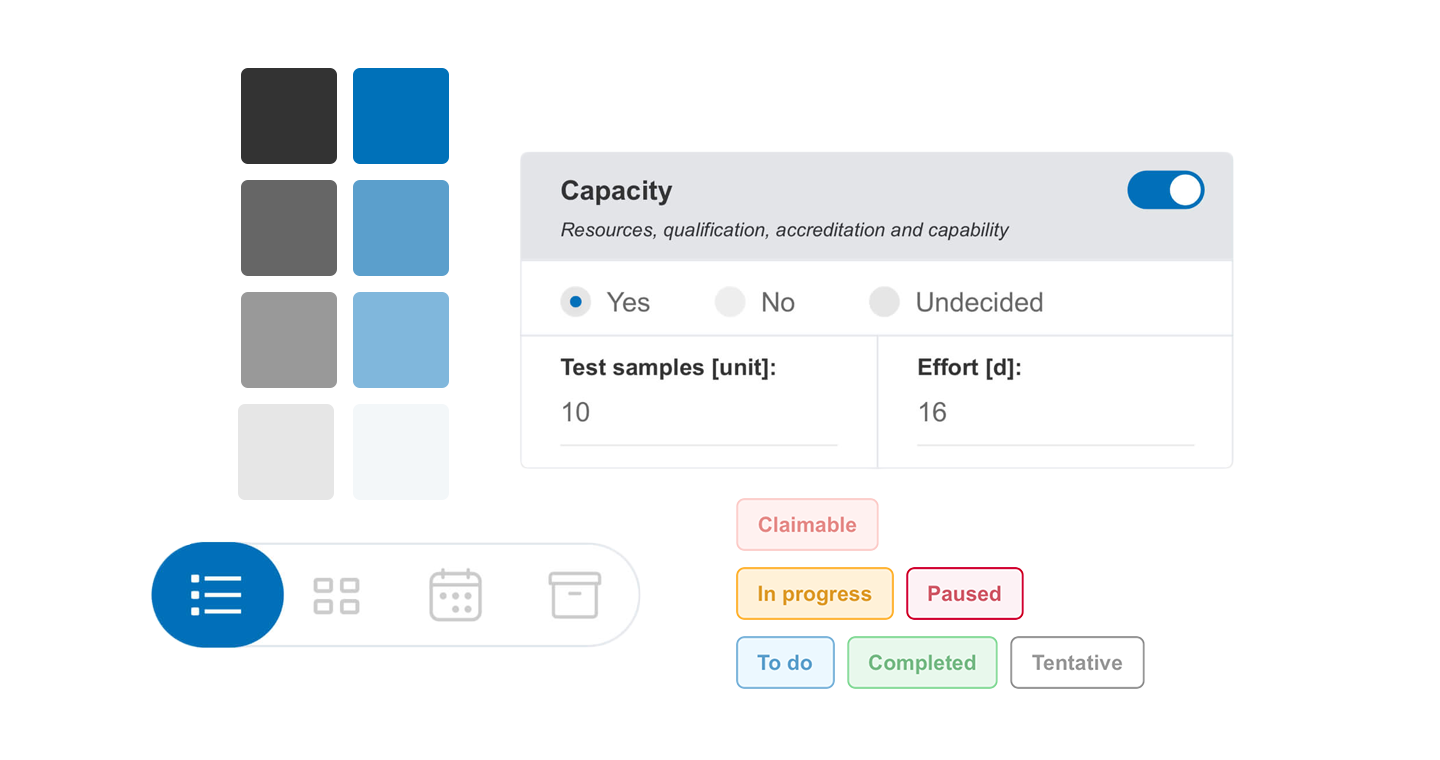 Capacity
Resources, qualification, accreditation and capability
Yes No Undecided
Test samples [unit]: Effort [d]:
10 16
Claimable
In progress Paused
To do Completed Tentative